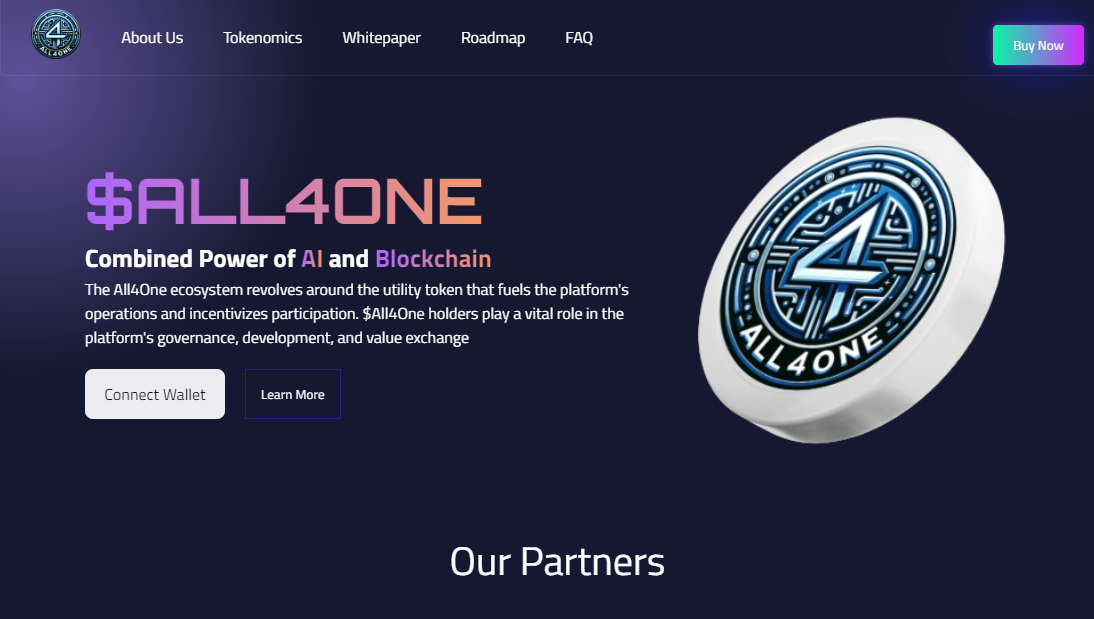 ALL4ONE
About Us
Tokenomics
Whitepaper
Roadmap
FAQ
Buy Now
$ALL4ONE
Combined Power of AI and Blockchain
The All4One ecosystem revolves around the utility token that fuels the platform's
operations and incentivizes participation. $All4One holders play a vital role in the
platform's governance, development, and value exchange
Connect Wallet
Learn More
4
ALL4ONE
Our Partners